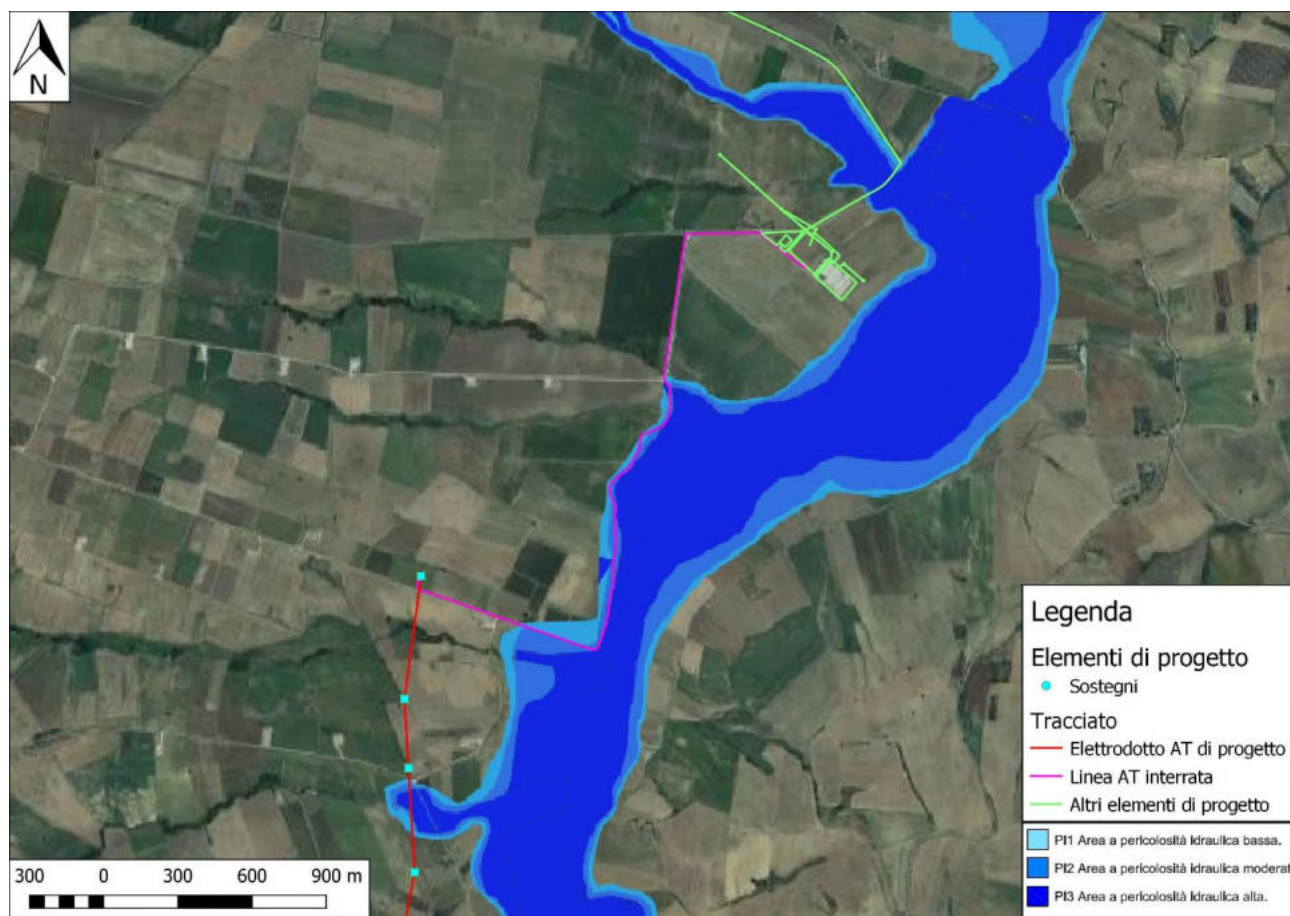 N
Legenda
Elementi di progetto
Sostegni
Tracciato
Elettrodotto AT di progetto
Linea AT interrata
Altri elementi di progetto
PI1 Area a pericolosità idraulica bassa.
PI2 Area a pericolosità idraulica moderat
PI3 Area a pericolosità idraulica alta.
300 0 300 600 900 m